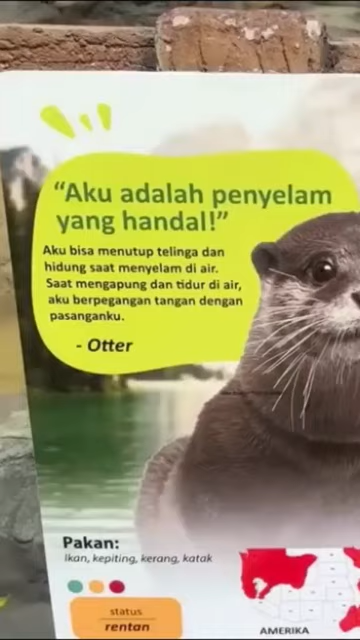 “Aku adalah penyelam
yang handal!”
Aku bisa menutup telinga dan
hidung saat menyelam di air.
Saat mengapung dan tidur di air,
aku berpegangan tangan dengan
pasanganku.
- Otter
Pakan:
Ikan, kepiting, kerang, katak
status
rentan
AMERIKA